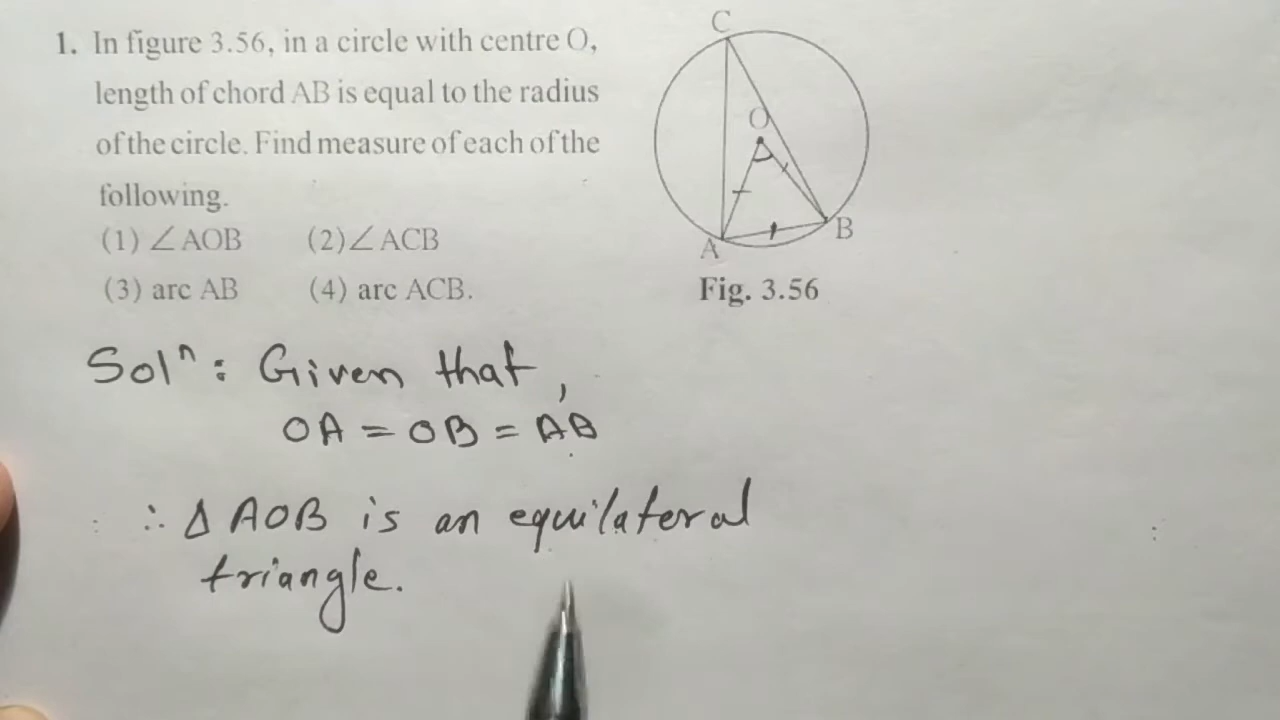 1. In figure 3.56, in a circle with centre O,
length of chord AB is equal to the radius
of the circle. Find measure of each of the
following.
(1) ∠AOB (2)∠ACB
(3) arc AB (4) arc ACB.
C
O
A
B
Fig. 3.56
Solⁿ : Given that,
OA = OB = AB
∴ Δ AOB is an equilateral
triangle.